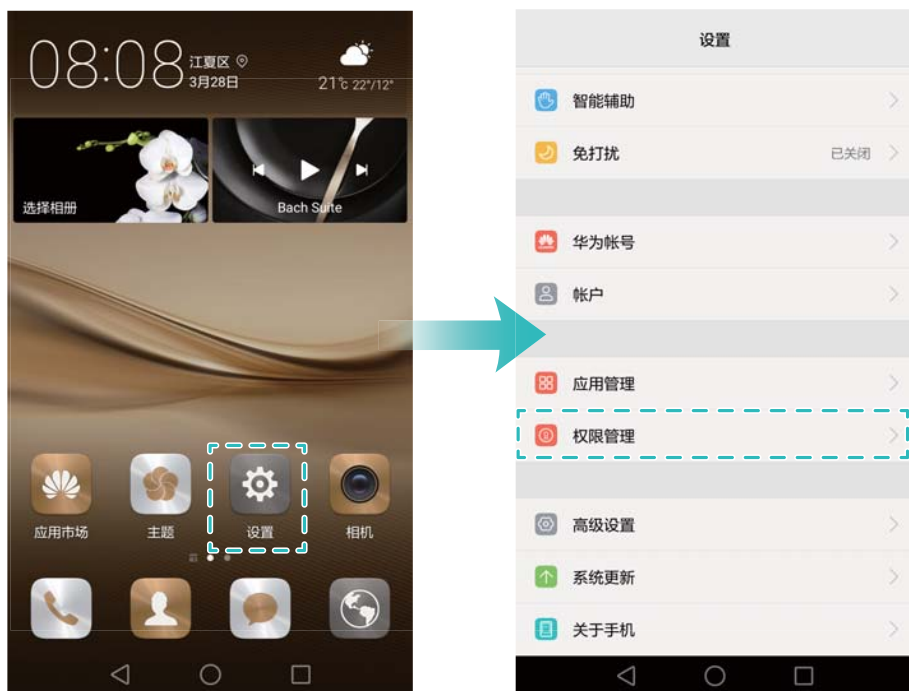 08:08
江夏区
3月28日
21℃ 22°/12°
选择相册
Bach Suite
应用市场
主题
设置
相机
设置
智能辅助
免打扰
已关闭
华为帐号
帐户
应用管理
权限管理
高级设置
系统更新
关于手机